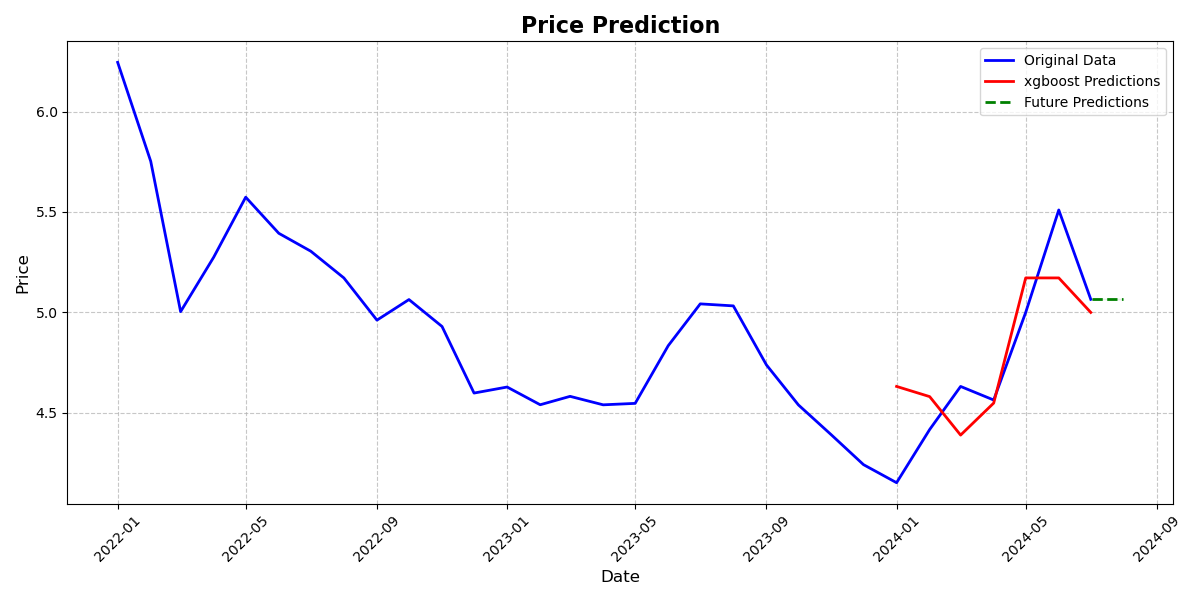 Price Prediction
Original Data
xgboost Predictions
Future Predictions
Price
6.0
5.5
5.0
4.5
2022-01
2022-05
2022-09
2023-01
2023-05
2023-09
2024-01
2024-05
2024-09
Date